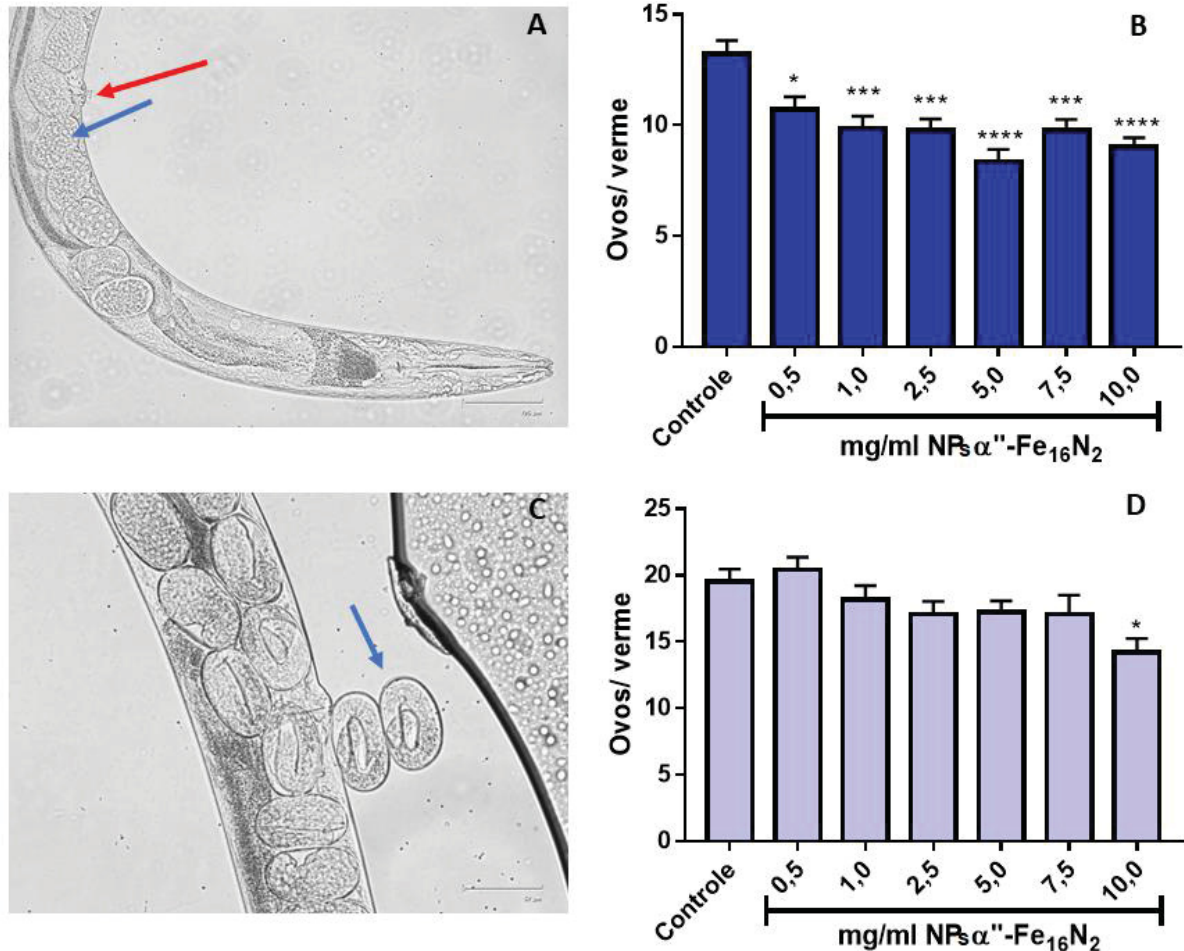 A
B
Ovos/ verme
15
10
5
0
*
***
***
****
***
****
Controle
0,5
1,0
2,5
5,0
7,5
10,0
mg/ml NPsα"-Fe₁₆N₂
C
D
Ovos/ verme
25
20
15
10
5
0
*
Controle
0,5
1,0
2,5
5,0
7,5
10,0
mg/ml NPsα"-Fe₁₆N₂